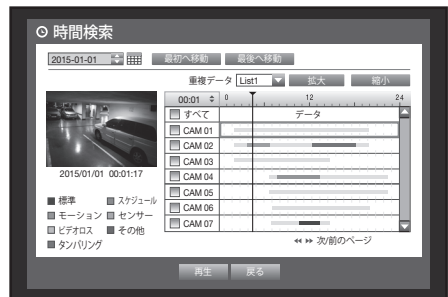 時間検索
2015-01-01 最初へ移動 最後へ移動
重複データ List1 拡大 縮小
00:01 0 12 24
すべて データ
CAM 01
CAM 02
CAM 03
CAM 04
CAM 05
CAM 06
CAM 07
2015/01/01 00:01:17
標準 スケジュール
モーション センサー
ビデオロス その他
タンパリング
次/前のページ
再生 戻る